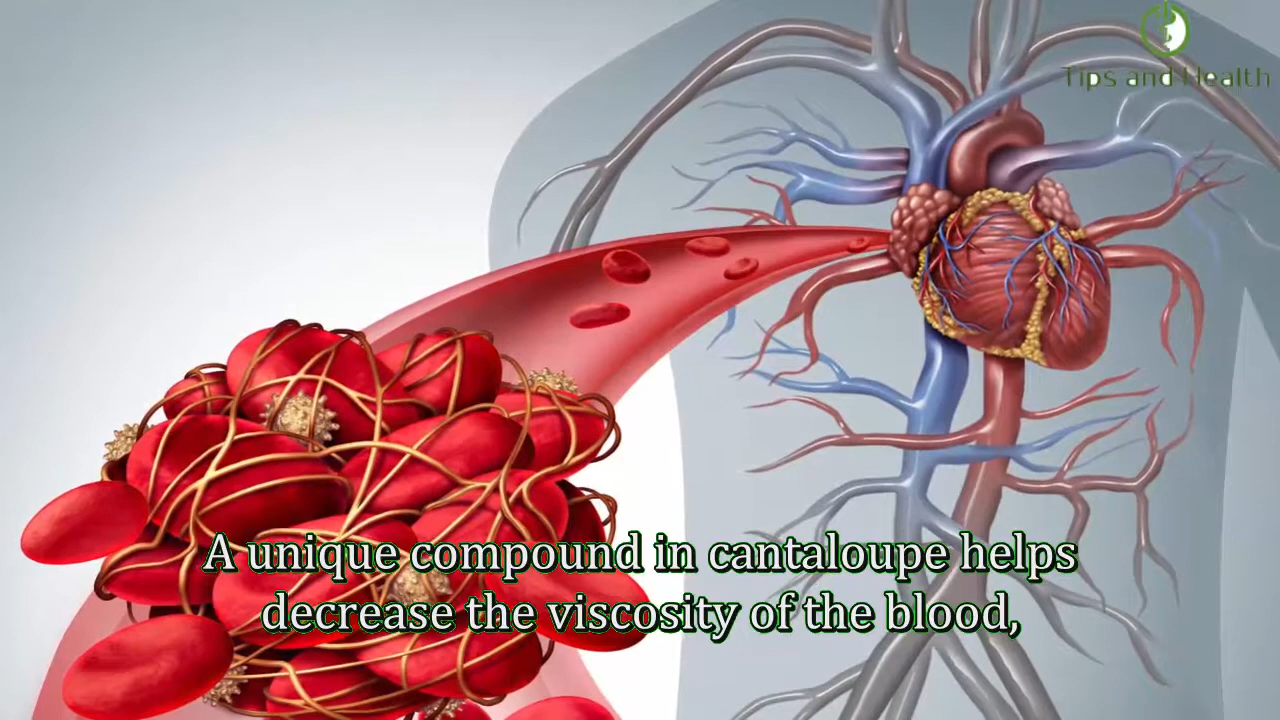 Tips and Health
A unique compound in cantaloupe helps
decrease the viscosity of the blood,